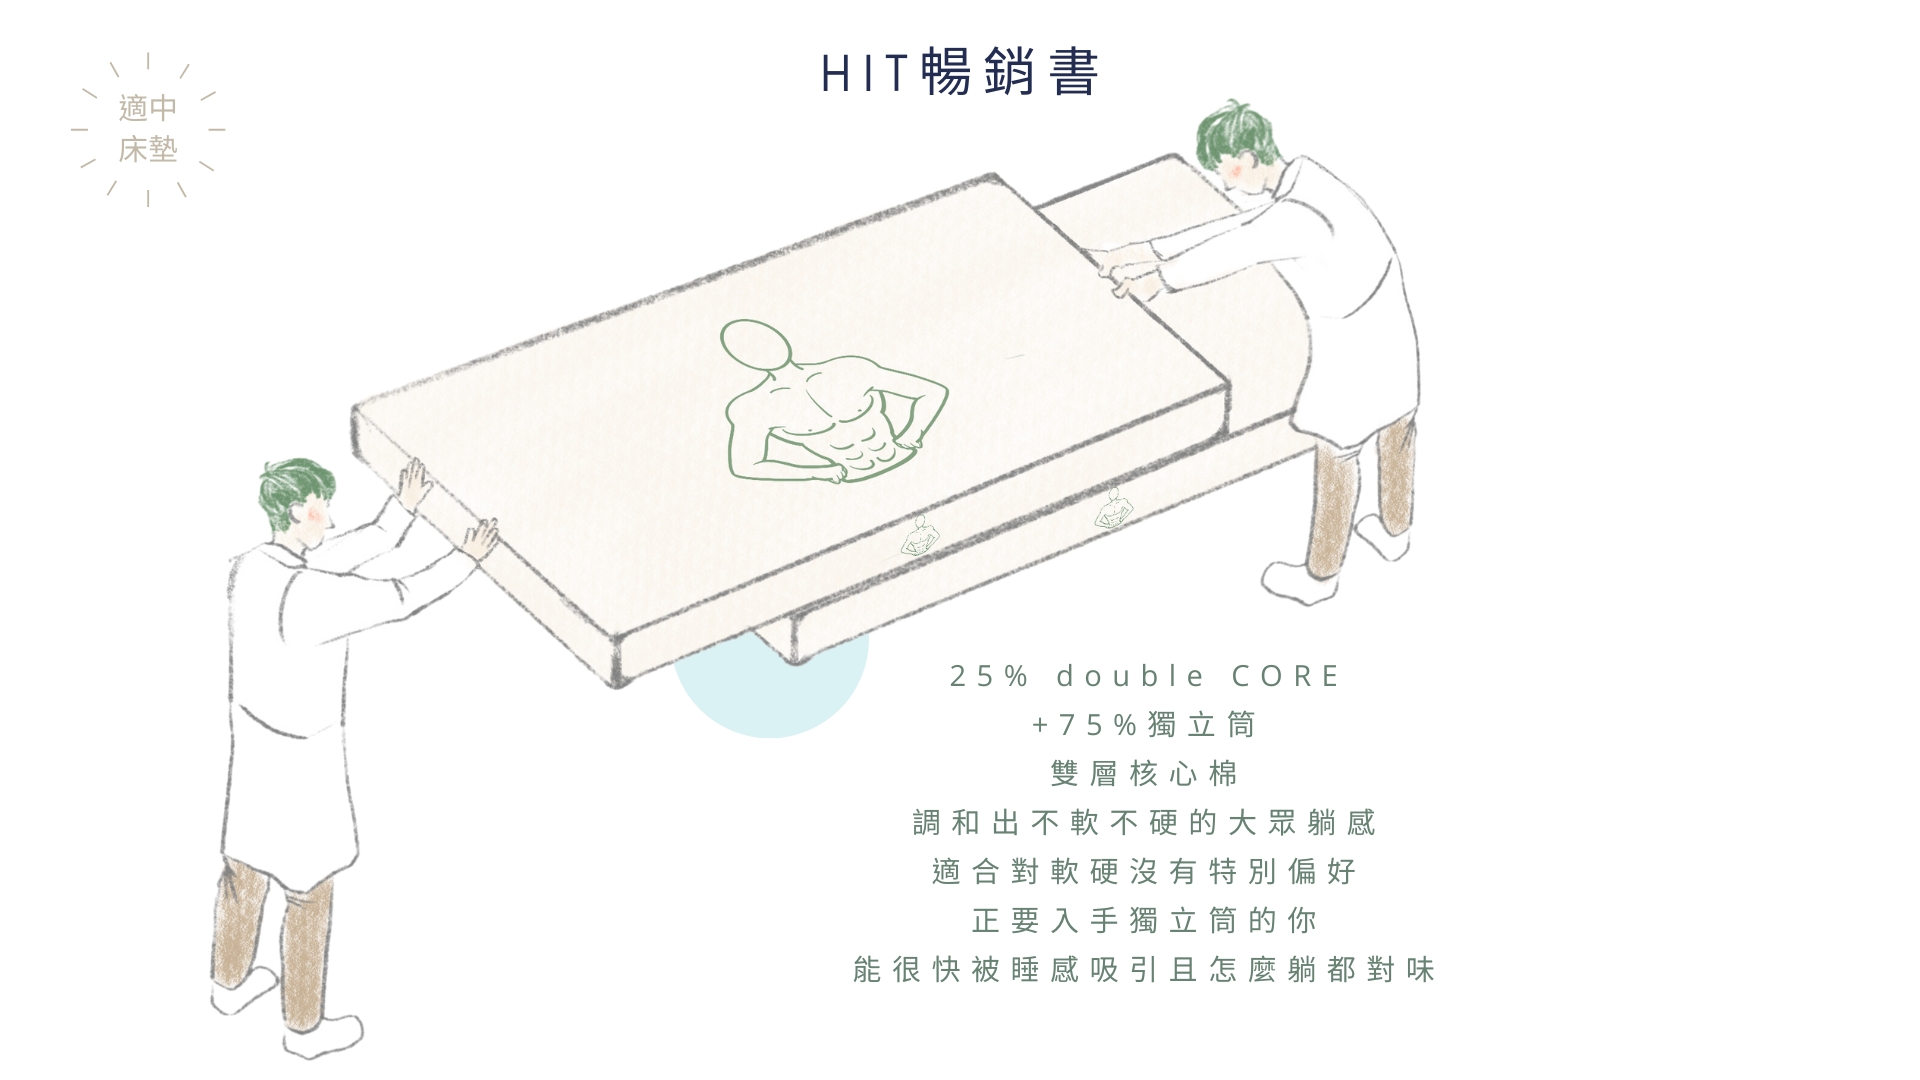 HIT暢銷書
適中
床墊
25% double CORE
+75%獨立筒
雙層核心棉
調和出不軟不硬的大眾躺感
適合對軟硬沒有特別偏好
正要入手獨立筒的你
能很快被睡感吸引且怎麼躺都對味